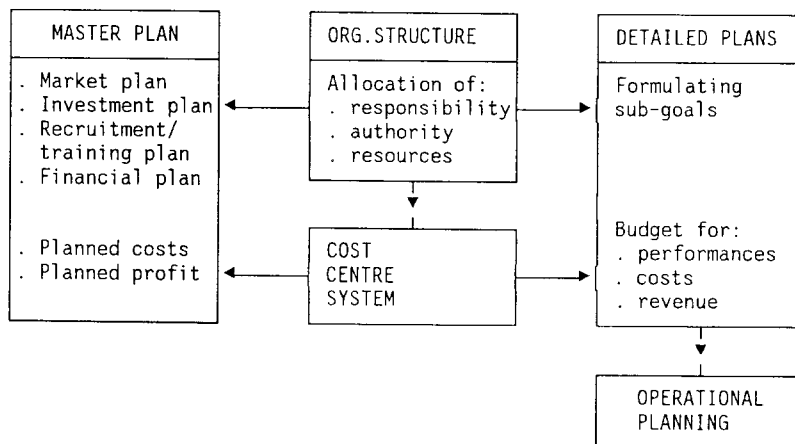 MASTER PLAN
. Market plan
. Investment plan
. Recruitment/
training plan
. Financial plan
. Planned costs
. Planned profit
ORG.STRUCTURE
Allocation of:
. responsibility
. authority
. resources
COST
CENTRE
SYSTEM
DETAILED PLANS
Formulating
sub-goals
Budget for:
. performances
. costs
. revenue
OPERATIONAL
PLANNING